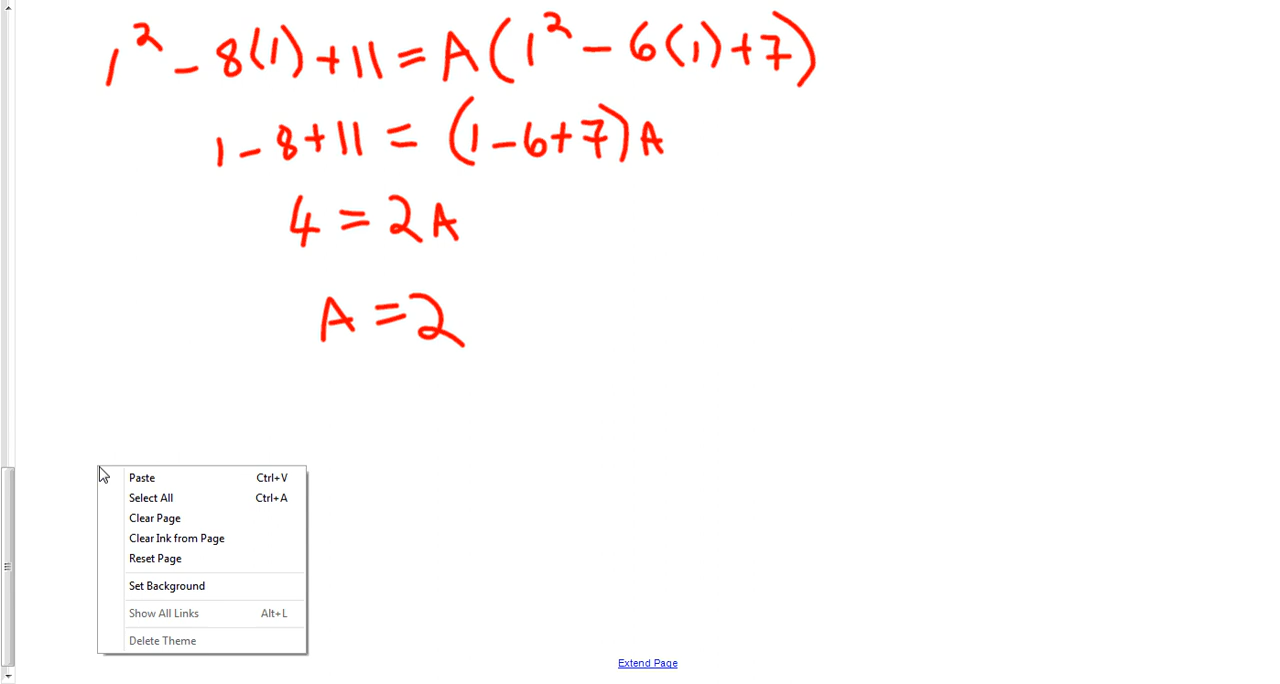 1² - 8(1) + 11 = A(1² - 6(1) + 7)
1 - 8 + 11 = (1 - 6 + 7)A
4 = 2A
A = 2
Paste Ctrl+V
Select All Ctrl+A
Clear Page
Clear Ink from Page
Reset Page
Set Background
Show All Links Alt+L
Delete Theme
Extend Page